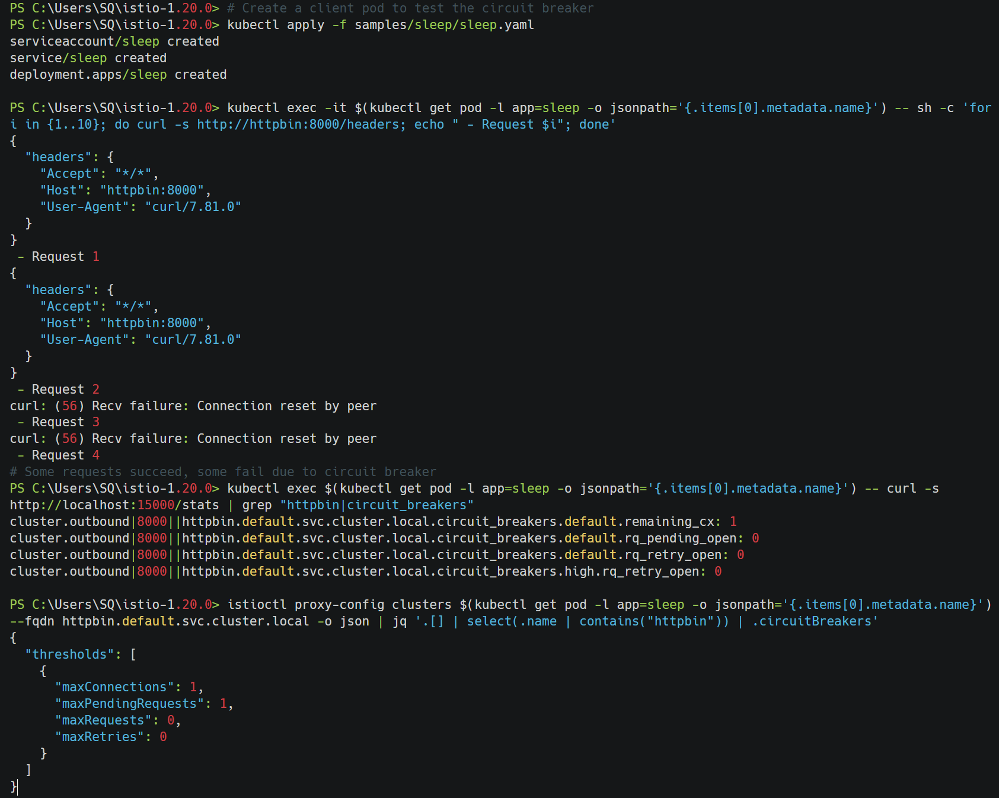 PS C:\Users\SQ\istio-1.20.0> # Create a client pod to test the circuit breaker
PS C:\Users\SQ\istio-1.20.0> kubectl apply -f samples/sleep/sleep.yaml
serviceaccount/sleep created
service/sleep created
deployment.apps/sleep created

PS C:\Users\SQ\istio-1.20.0> kubectl exec -it $(kubectl get pod -l app=sleep -o jsonpath='{.items[0].metadata.name}') -- sh -c 'for
i in {1..10}; do curl -s http://httpbin:8000/headers; echo " - Request $i"; done'
{
  "headers": {
    "Accept": "*/*",
    "Host": "httpbin:8000",
    "User-Agent": "curl/7.81.0"
  }
}
 - Request 1
{
  "headers": {
    "Accept": "*/*",
    "Host": "httpbin:8000",
    "User-Agent": "curl/7.81.0"
  }
}
 - Request 2
curl: (56) Recv failure: Connection reset by peer
 - Request 3
curl: (56) Recv failure: Connection reset by peer
 - Request 4
# Some requests succeed, some fail due to circuit breaker
PS C:\Users\SQ\istio-1.20.0> kubectl exec $(kubectl get pod -l app=sleep -o jsonpath='{.items[0].metadata.name}') -- curl -s
http://localhost:15000/stats | grep "httpbin|circuit_breakers"
cluster.outbound|8000||httpbin.default.svc.cluster.local.circuit_breakers.default.remaining_cx: 1
cluster.outbound|8000||httpbin.default.svc.cluster.local.circuit_breakers.default.rq_pending_open: 0
cluster.outbound|8000||httpbin.default.svc.cluster.local.circuit_breakers.default.rq_retry_open: 0
cluster.outbound|8000||httpbin.default.svc.cluster.local.circuit_breakers.high.rq_retry_open: 0

PS C:\Users\SQ\istio-1.20.0> istioctl proxy-config clusters $(kubectl get pod -l app=sleep -o jsonpath='{.items[0].metadata.name}')
--fqdn httpbin.default.svc.cluster.local -o json | jq '.[] | select(.name | contains("httpbin")) | .circuitBreakers'
{
  "thresholds": [
    {
      "maxConnections": 1,
      "maxPendingRequests": 1,
      "maxRequests": 0,
      "maxRetries": 0
    }
  ]
}